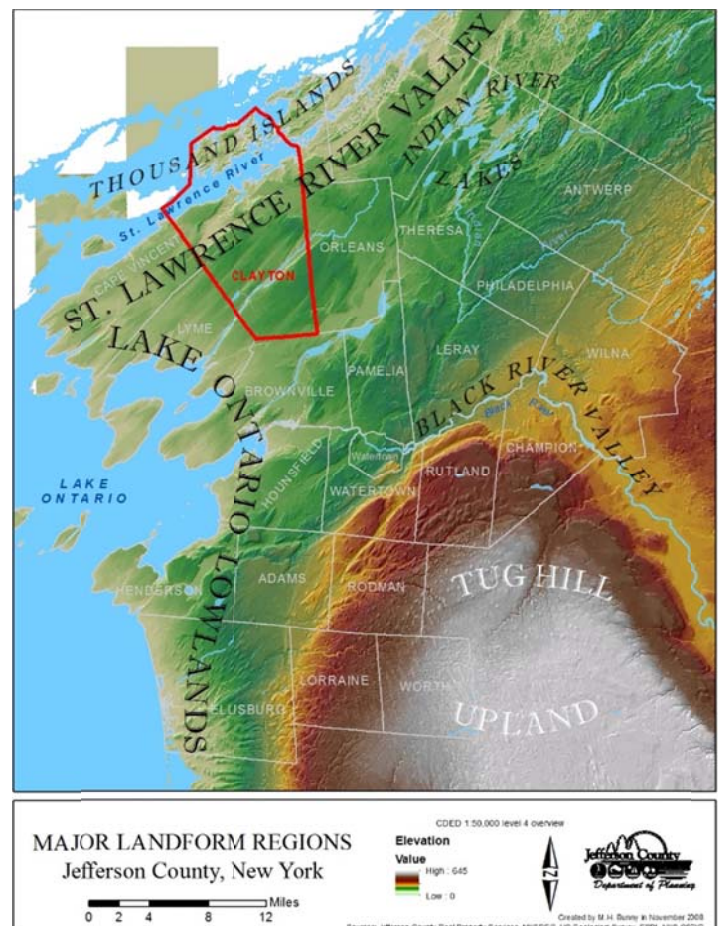 THOUSAND ISLANDS
St. Lawrence River
ST. LAWRENCE RIVER VALLEY
INDIAN RIVER
LAKES
ANTWERP
THERESA
ORLEANS
CAPE VINCENT
CLAYTON
Indian
River
PHILADELPHIA
LYME
LERAY
WILNA
PAMELIA
BROWNVILLE
LAKE ONTARIO LOWLANDS
BLACK RIVER VALLEY
Black River
CHAMPION
HOUNSFIELD
Watertown
RUTLAND
WATERTOWN
LAKE
ONTARIO
HENDERSON
ADAMS
RODMAN
TUG HILL
UPLAND
LORRAINE
WORTH
ELLISBURG
MAJOR LANDFORM REGIONS
Jefferson County, New York
Miles
0 2 4 8 12
CDED 1:50,000 level 4 overview
Elevation
Value
High : 645
Low : 0
N
Jefferson County
Department of Planning
Created by M.H. Bunny in November 2008